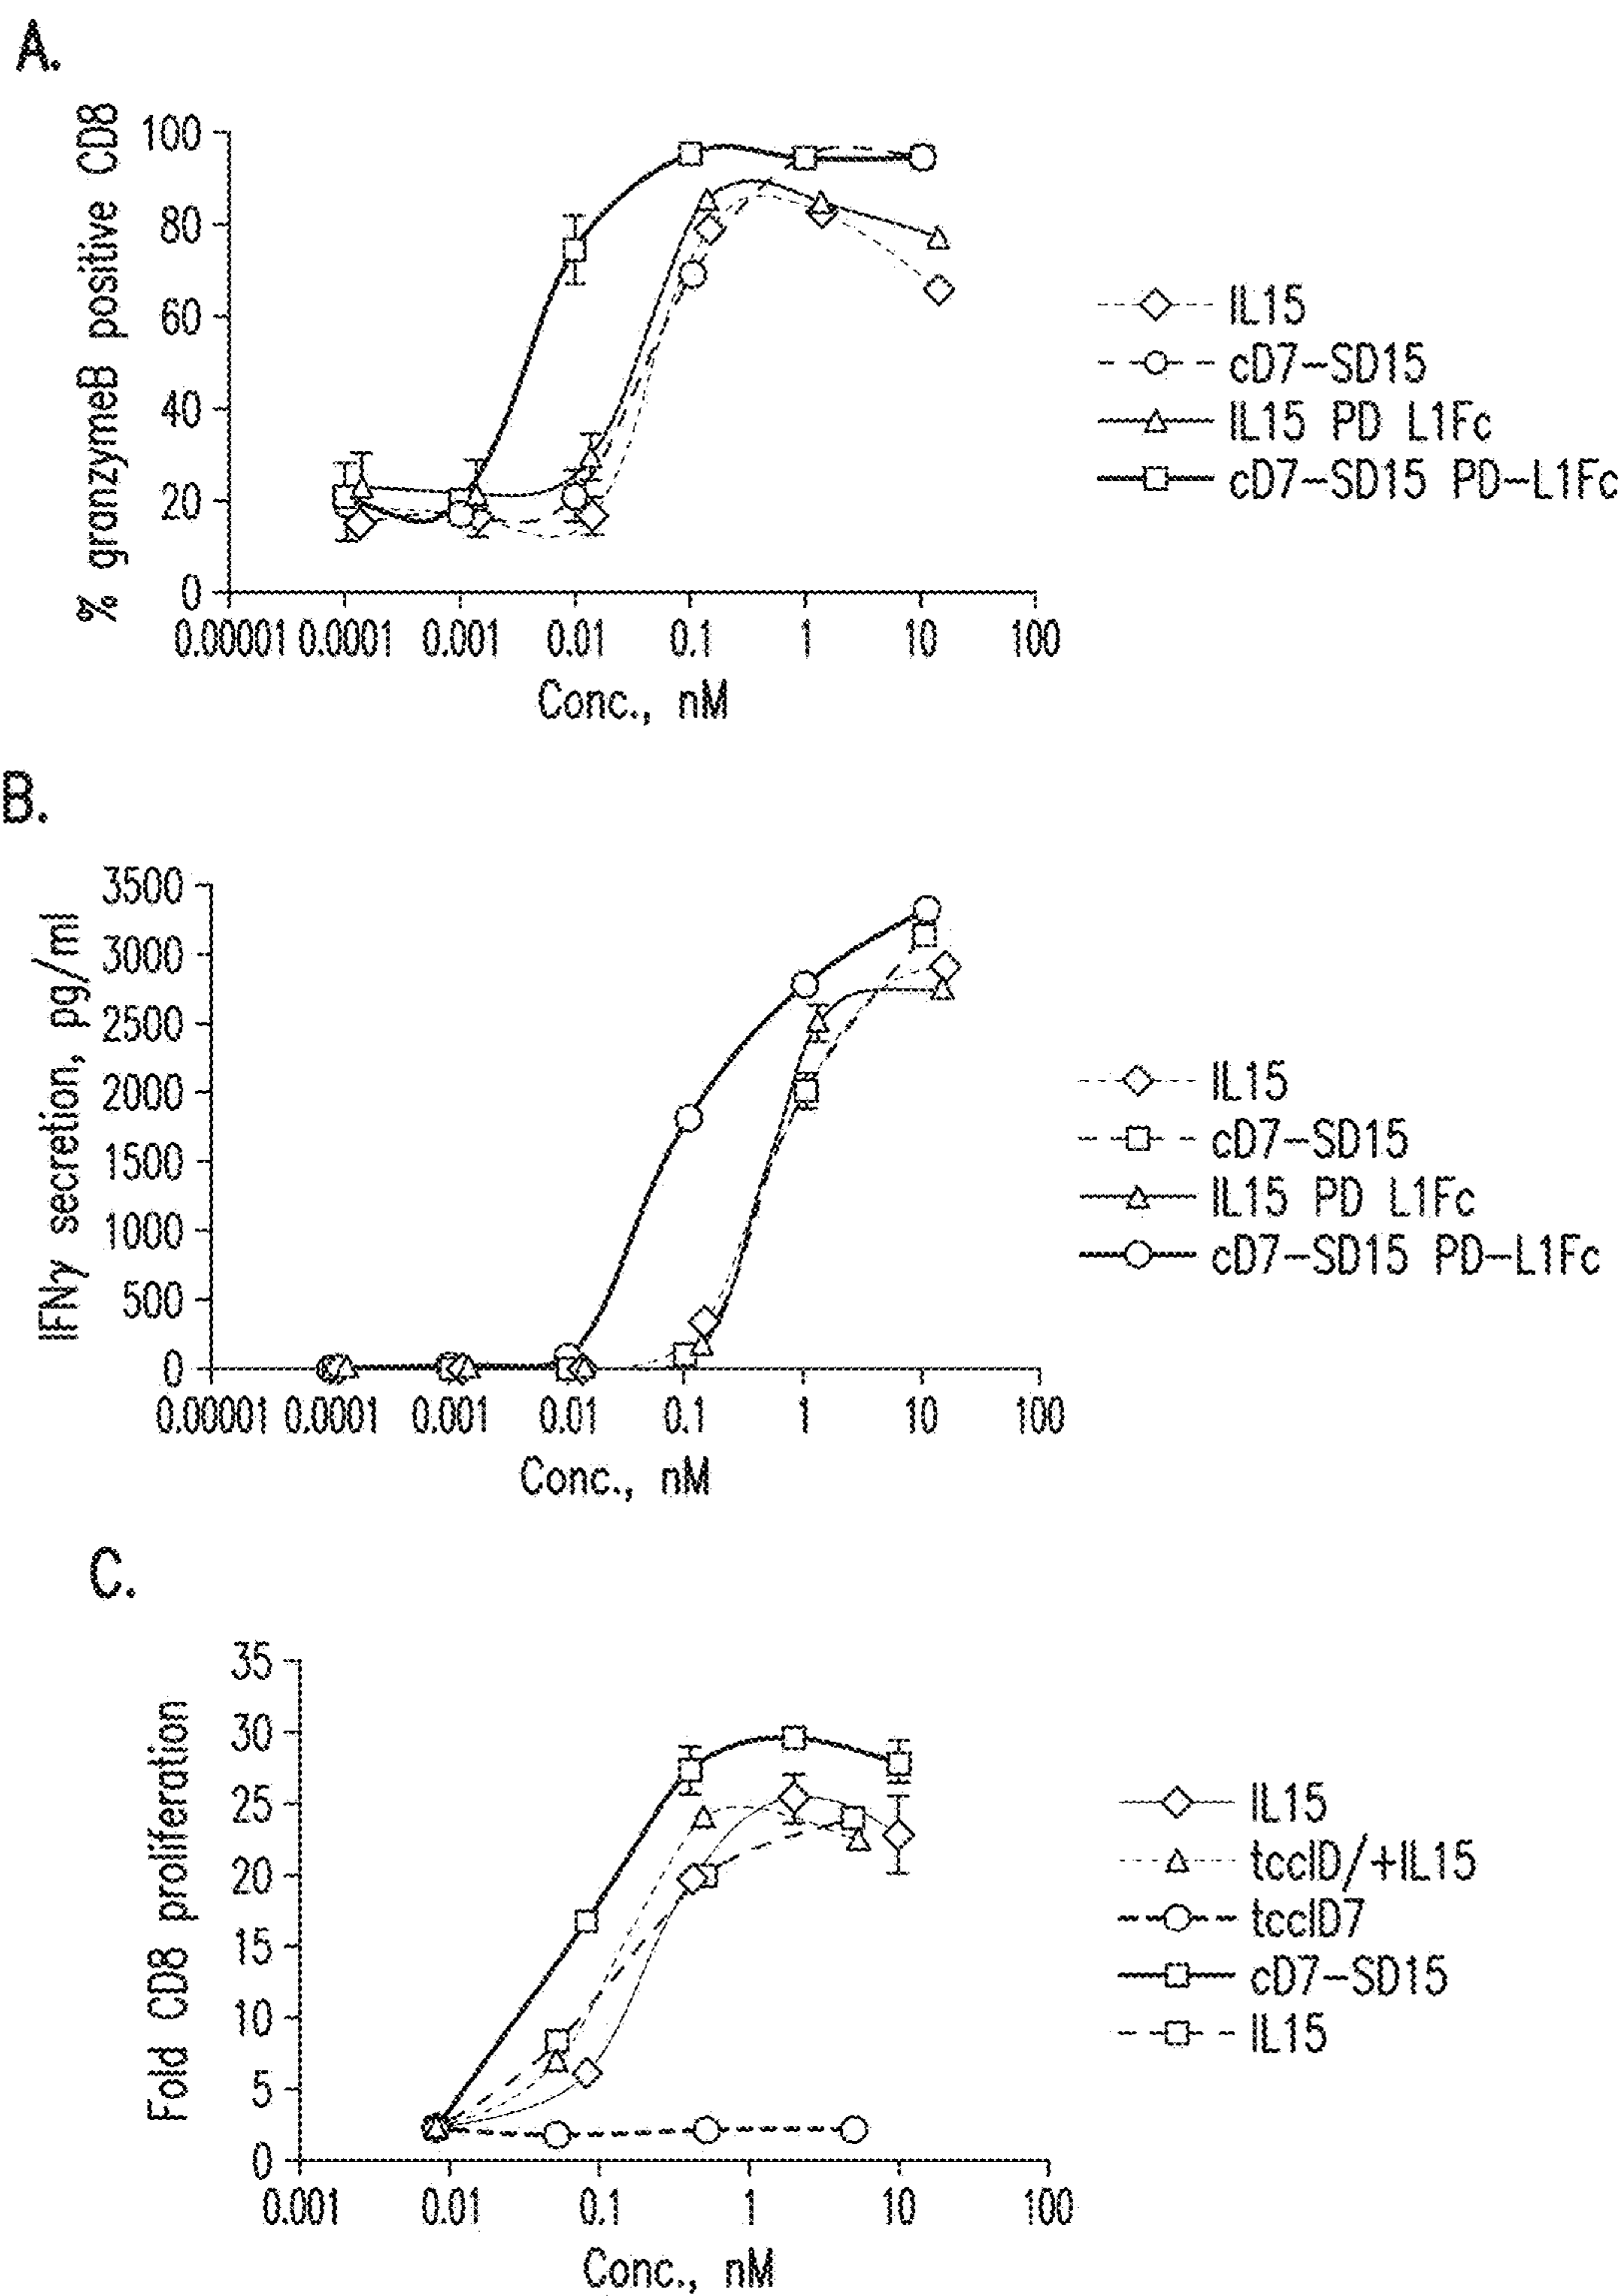 A.
% granzymeB positive CD8
100
80
60
40
20
0
0.00001 0.0001 0.001 0.01 0.1 1 10 100
Conc., nM
IL15
cD7-SD15
IL15 PD L1Fc
cD7-SD15 PD-L1Fc
B.
IFNγ secretion, pg/ml
3500
3000
2500
2000
1500
1000
500
0
0.00001 0.0001 0.001 0.01 0.1 1 10 100
Conc., nM
IL15
cD7-SD15
IL15 PD L1Fc
cD7-SD15 PD-L1Fc
C.
Fold CD8 proliferation
35
30
25
20
15
10
5
0
0.001 0.01 0.1 1 10 100
Conc., nM
IL15
tccID/+IL15
tccID7
cD7-SD15
IL15